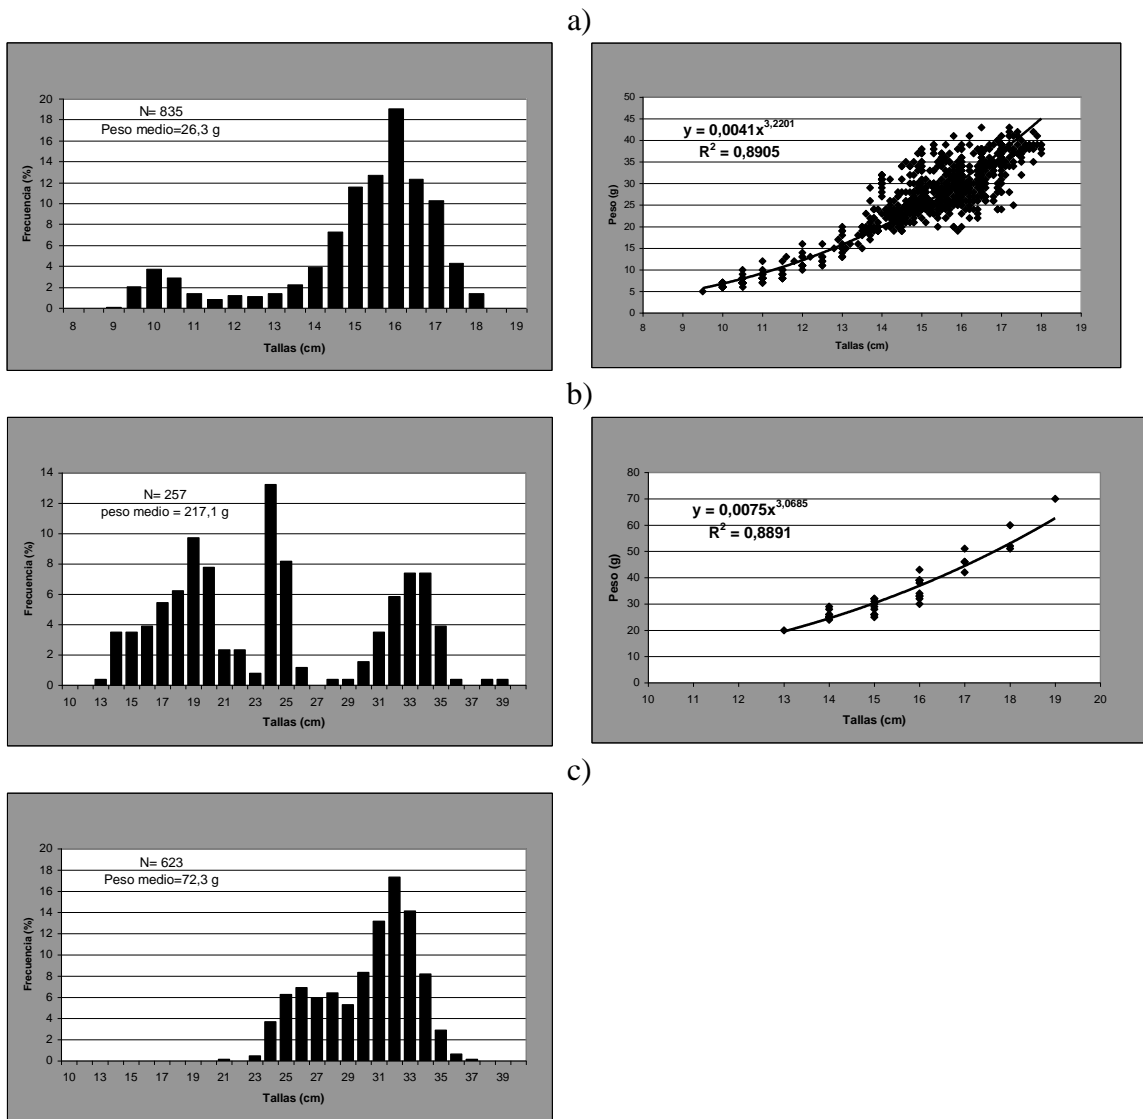 a)
N= 835
Peso medio=26,3 g
Frecuencia (%)
20
18
16
14
12
10
8
6
4
2
0
8 9 10 11 12 13 14 15 16 17 18 19
Tallas (cm)
y = 0,0041x^3,2201
R² = 0,8905
Peso (g)
50
45
40
35
30
25
20
15
10
5
0
8 9 10 11 12 13 14 15 16 17 18 19
Tallas (cm)
b)
N= 257
peso medio = 217,1 g
Frecuencia (%)
14
12
10
8
6
4
2
0
10 13 15 17 19 21 23 25 27 29 31 33 35 37 39
Tallas (cm)
y = 0,0075x^3,0685
R² = 0,8891
Peso (g)
80
70
60
50
40
30
20
10
0
10 11 12 13 14 15 16 17 18 19 20
Tallas (cm)
c)
N= 623
Peso medio=72,3 g
Frecuencia (%)
20
18
16
14
12
10
8
6
4
2
0
10 13 15 17 19 21 23 25 27 29 31 33 35 37 39
Tallas (cm)